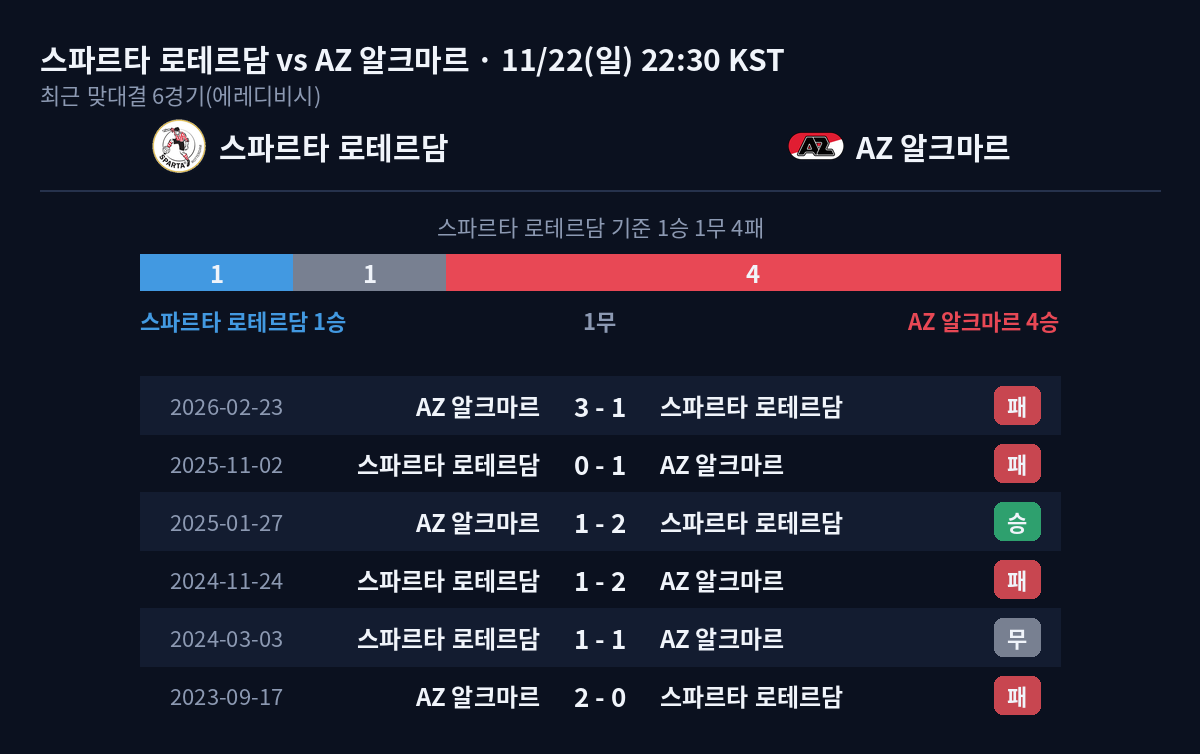 스파르타 로테르담 vs AZ 알크마르 · 11/22(일) 22:30 KST
최근 맞대결 6경기(에레디비시)
SPARTA 스파르타 로테르담
AZ AZ 알크마르
스파르타 로테르담 기준 1승 1무 4패
1 1 4
스파르타 로테르담 1승 1무 AZ 알크마르 4승
2026-02-23 AZ 알크마르 3 - 1 스파르타 로테르담 패
2025-11-02 스파르타 로테르담 0 - 1 AZ 알크마르 패
2025-01-27 AZ 알크마르 1 - 2 스파르타 로테르담 승
2024-11-24 스파르타 로테르담 1 - 2 AZ 알크마르 패
2024-03-03 스파르타 로테르담 1 - 1 AZ 알크마르 무
2023-09-17 AZ 알크마르 2 - 0 스파르타 로테르담 패